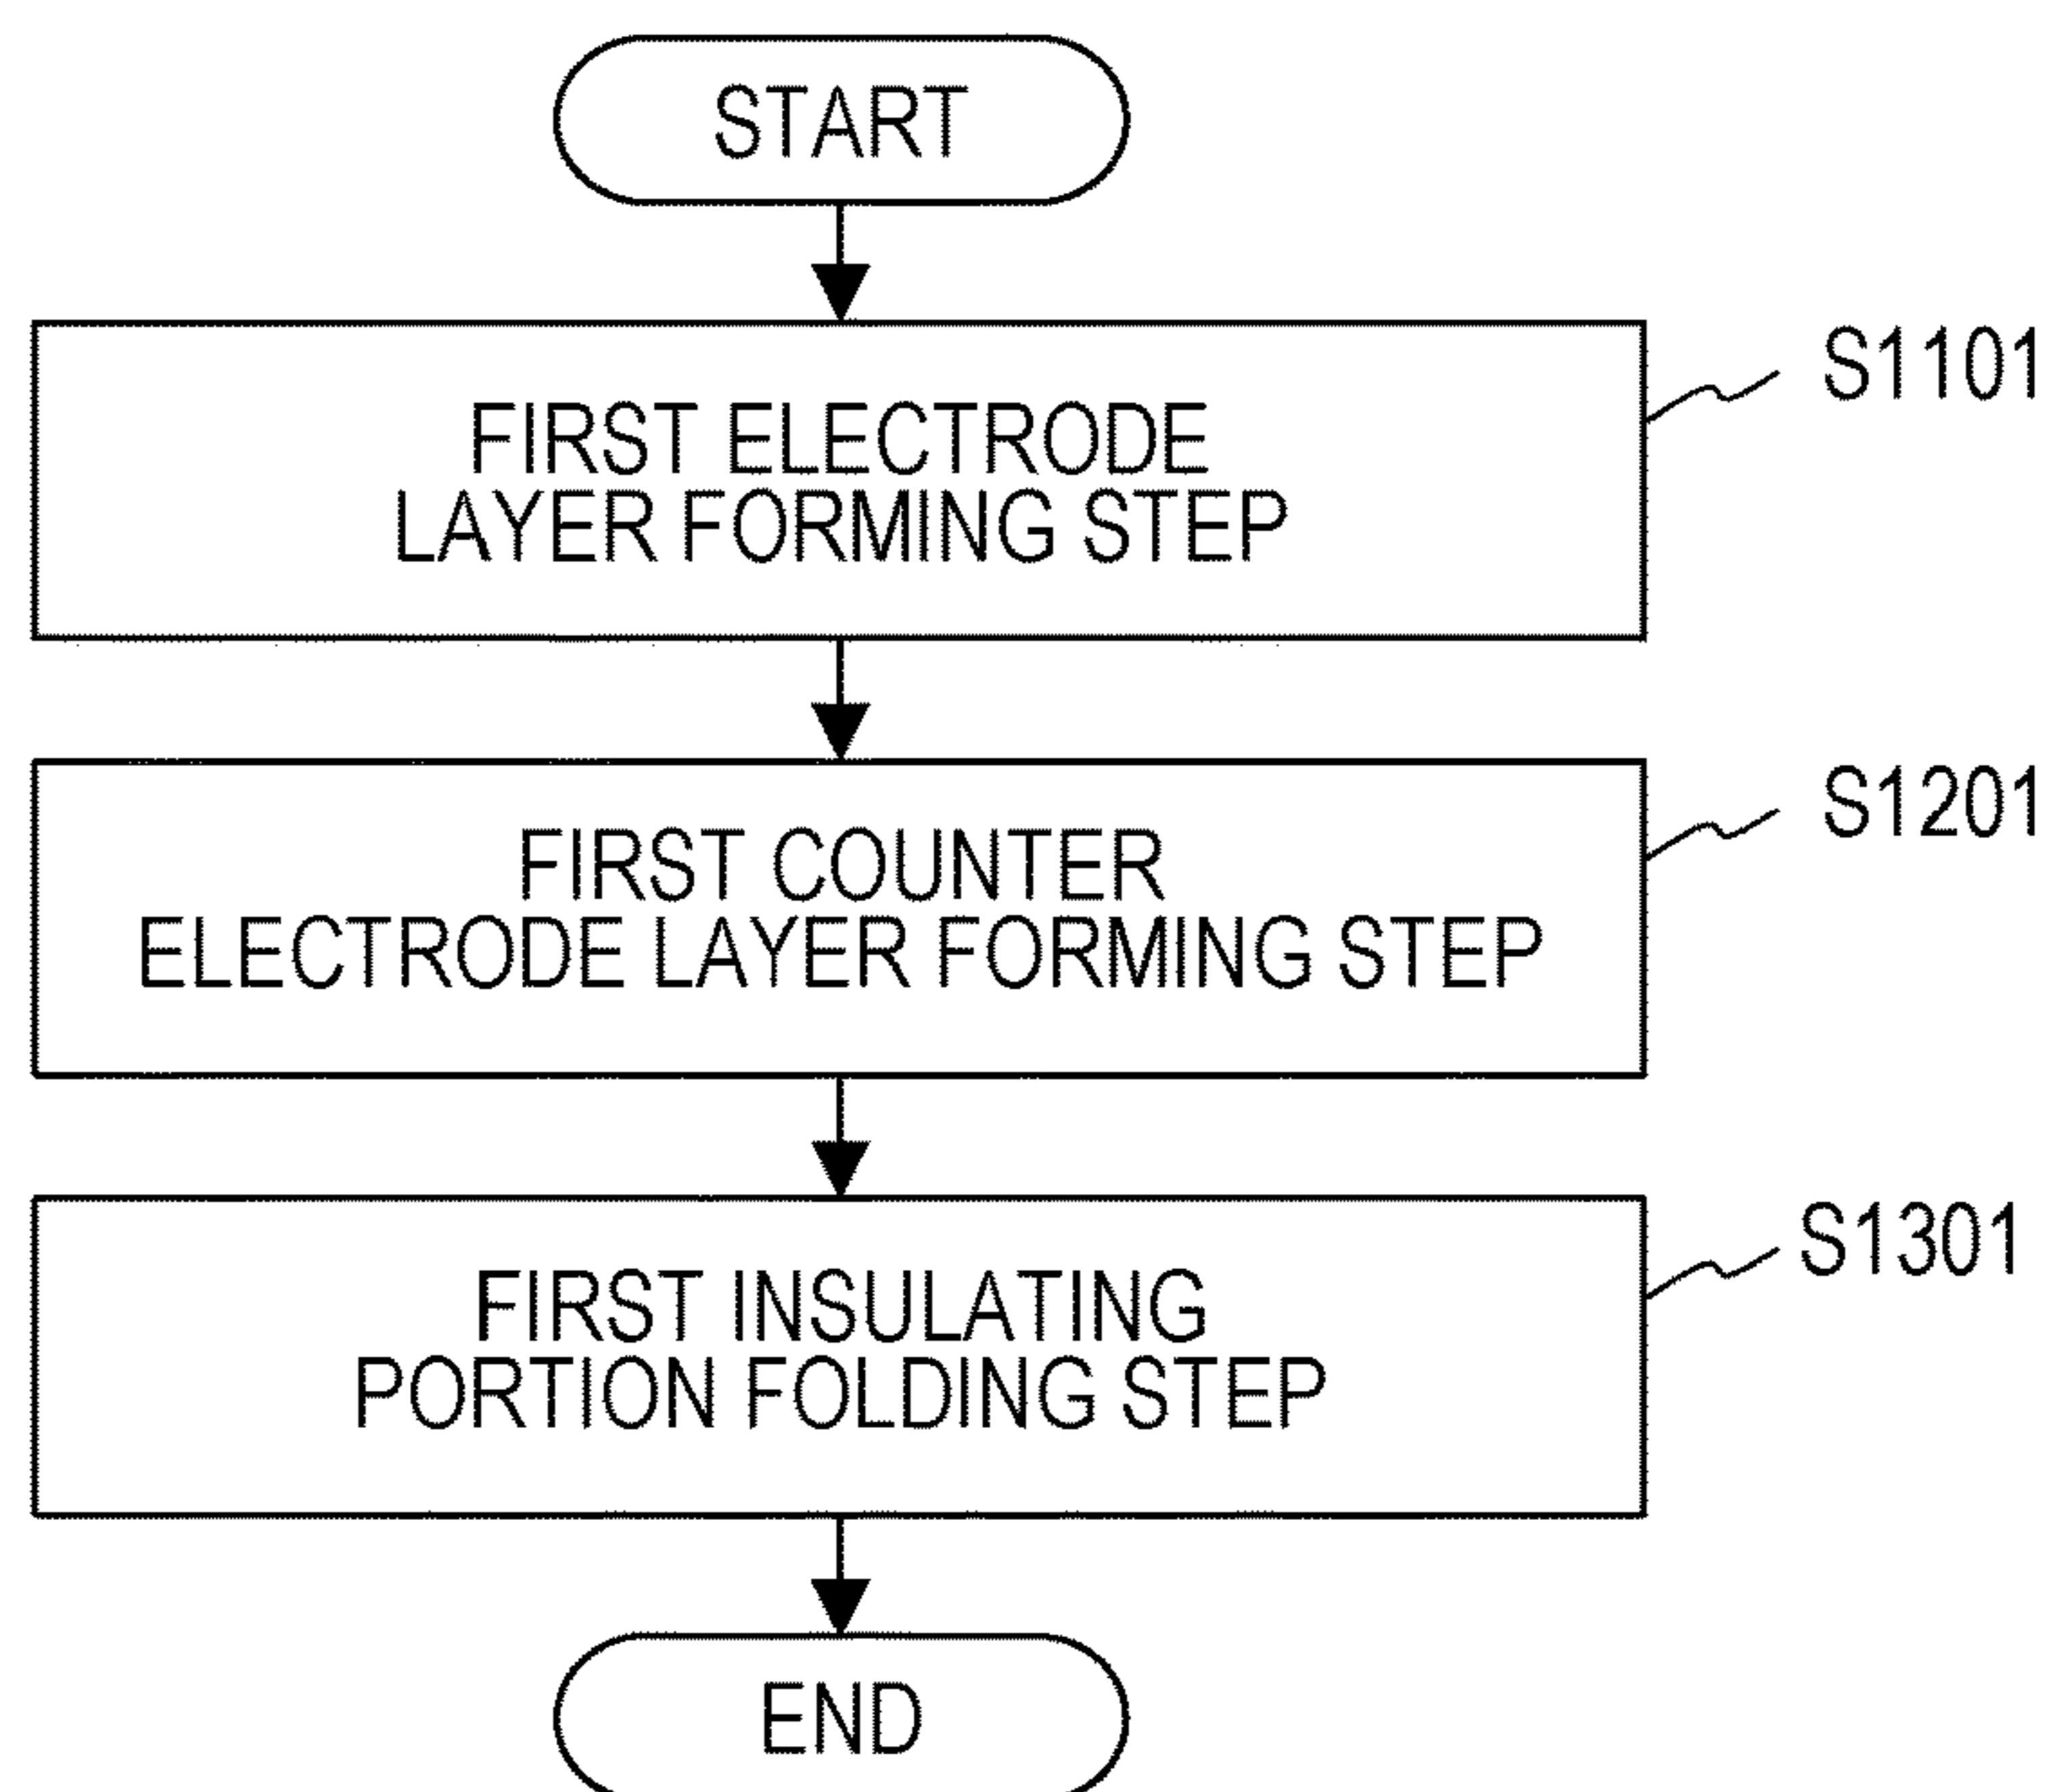 START
FIRST ELECTRODE
LAYER FORMING STEP
S1101
FIRST COUNTER
ELECTRODE LAYER FORMING STEP
S1201
FIRST INSULATING
PORTION FOLDING STEP
S1301
END